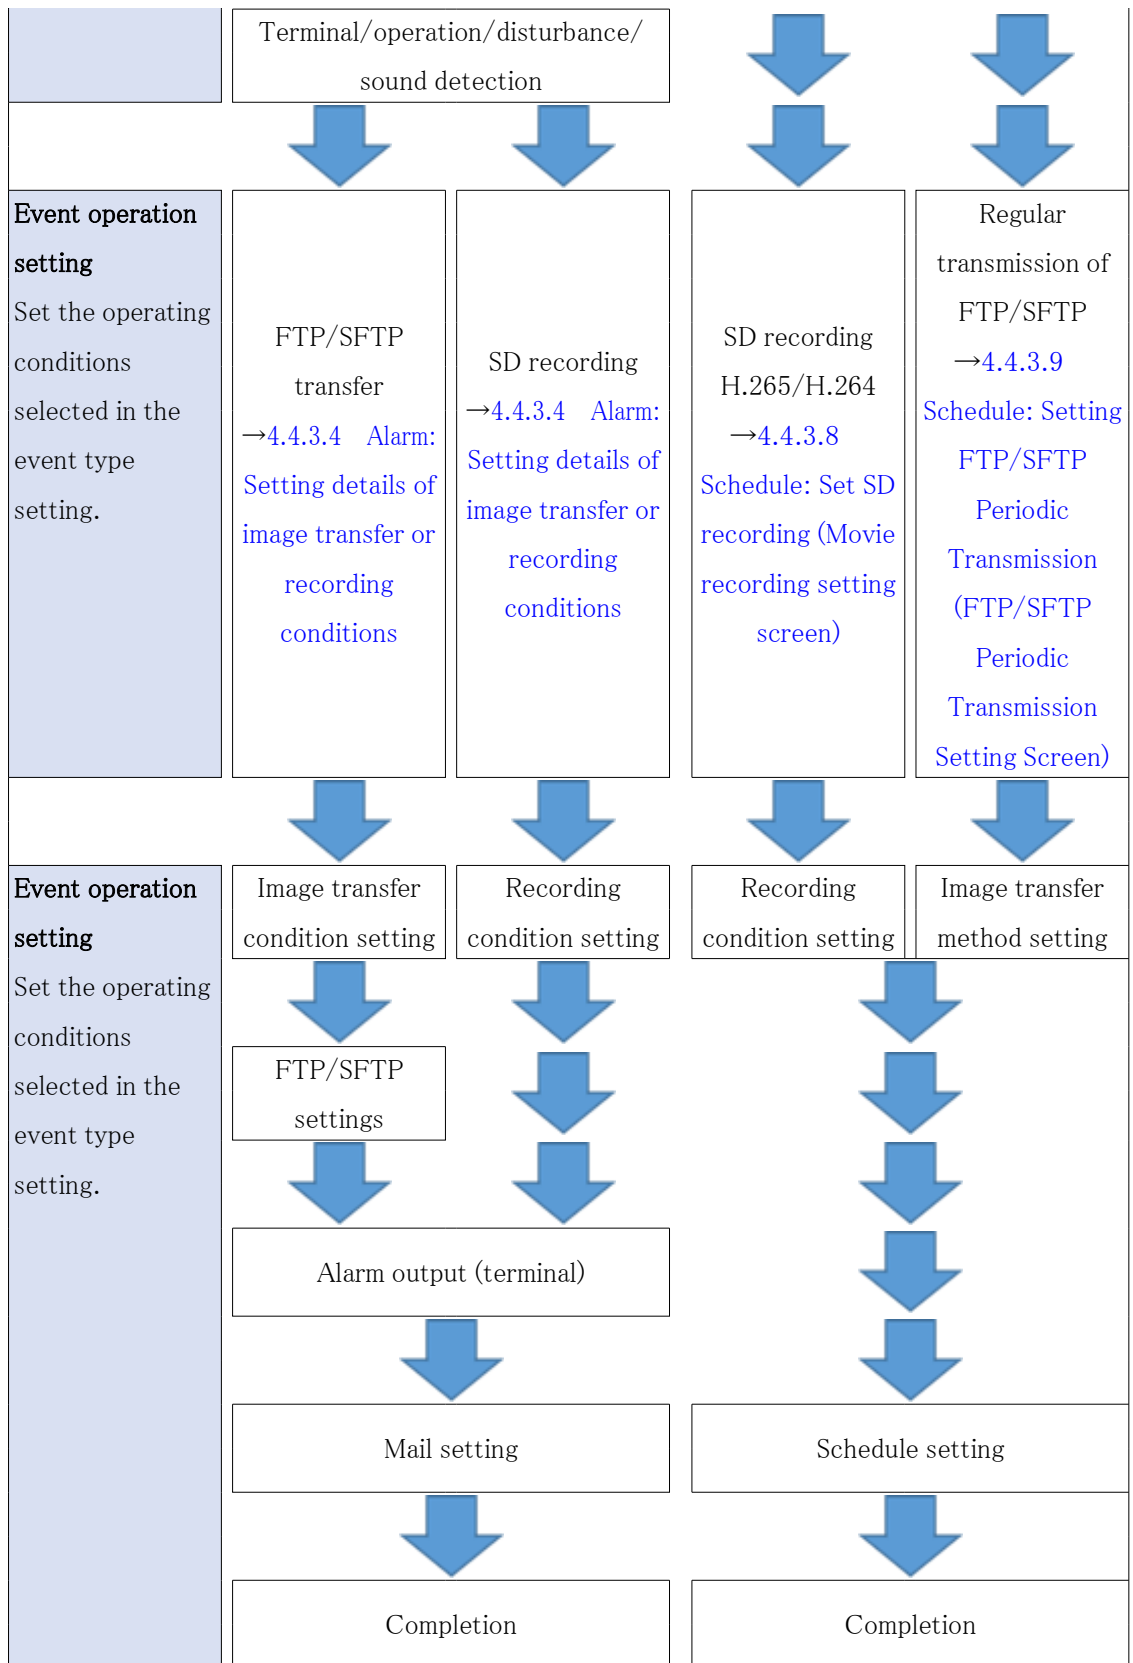 Terminal/operation/disturbance/
sound detection
Event operation
setting
Set the operating
conditions
selected in the
event type
setting.
FTP/SFTP
transfer
→4.4.3.4 Alarm:
Setting details of
image transfer or
recording
conditions
SD recording
→4.4.3.4 Alarm:
Setting details of
image transfer or
recording
conditions
SD recording
H.265/H.264
→4.4.3.8
Schedule: Set SD
recording (Movie
recording setting
screen)
Regular
transmission of
FTP/SFTP
→4.4.3.9
Schedule: Setting
FTP/SFTP
Periodic
Transmission
(FTP/SFTP
Periodic
Transmission
Setting Screen)
Event operation
setting
Set the operating
conditions
selected in the
event type
setting.
Image transfer
condition setting
Recording
condition setting
Recording
condition setting
Image transfer
method setting
FTP/SFTP
settings
Alarm output (terminal)
Mail setting
Schedule setting
Completion
Completion